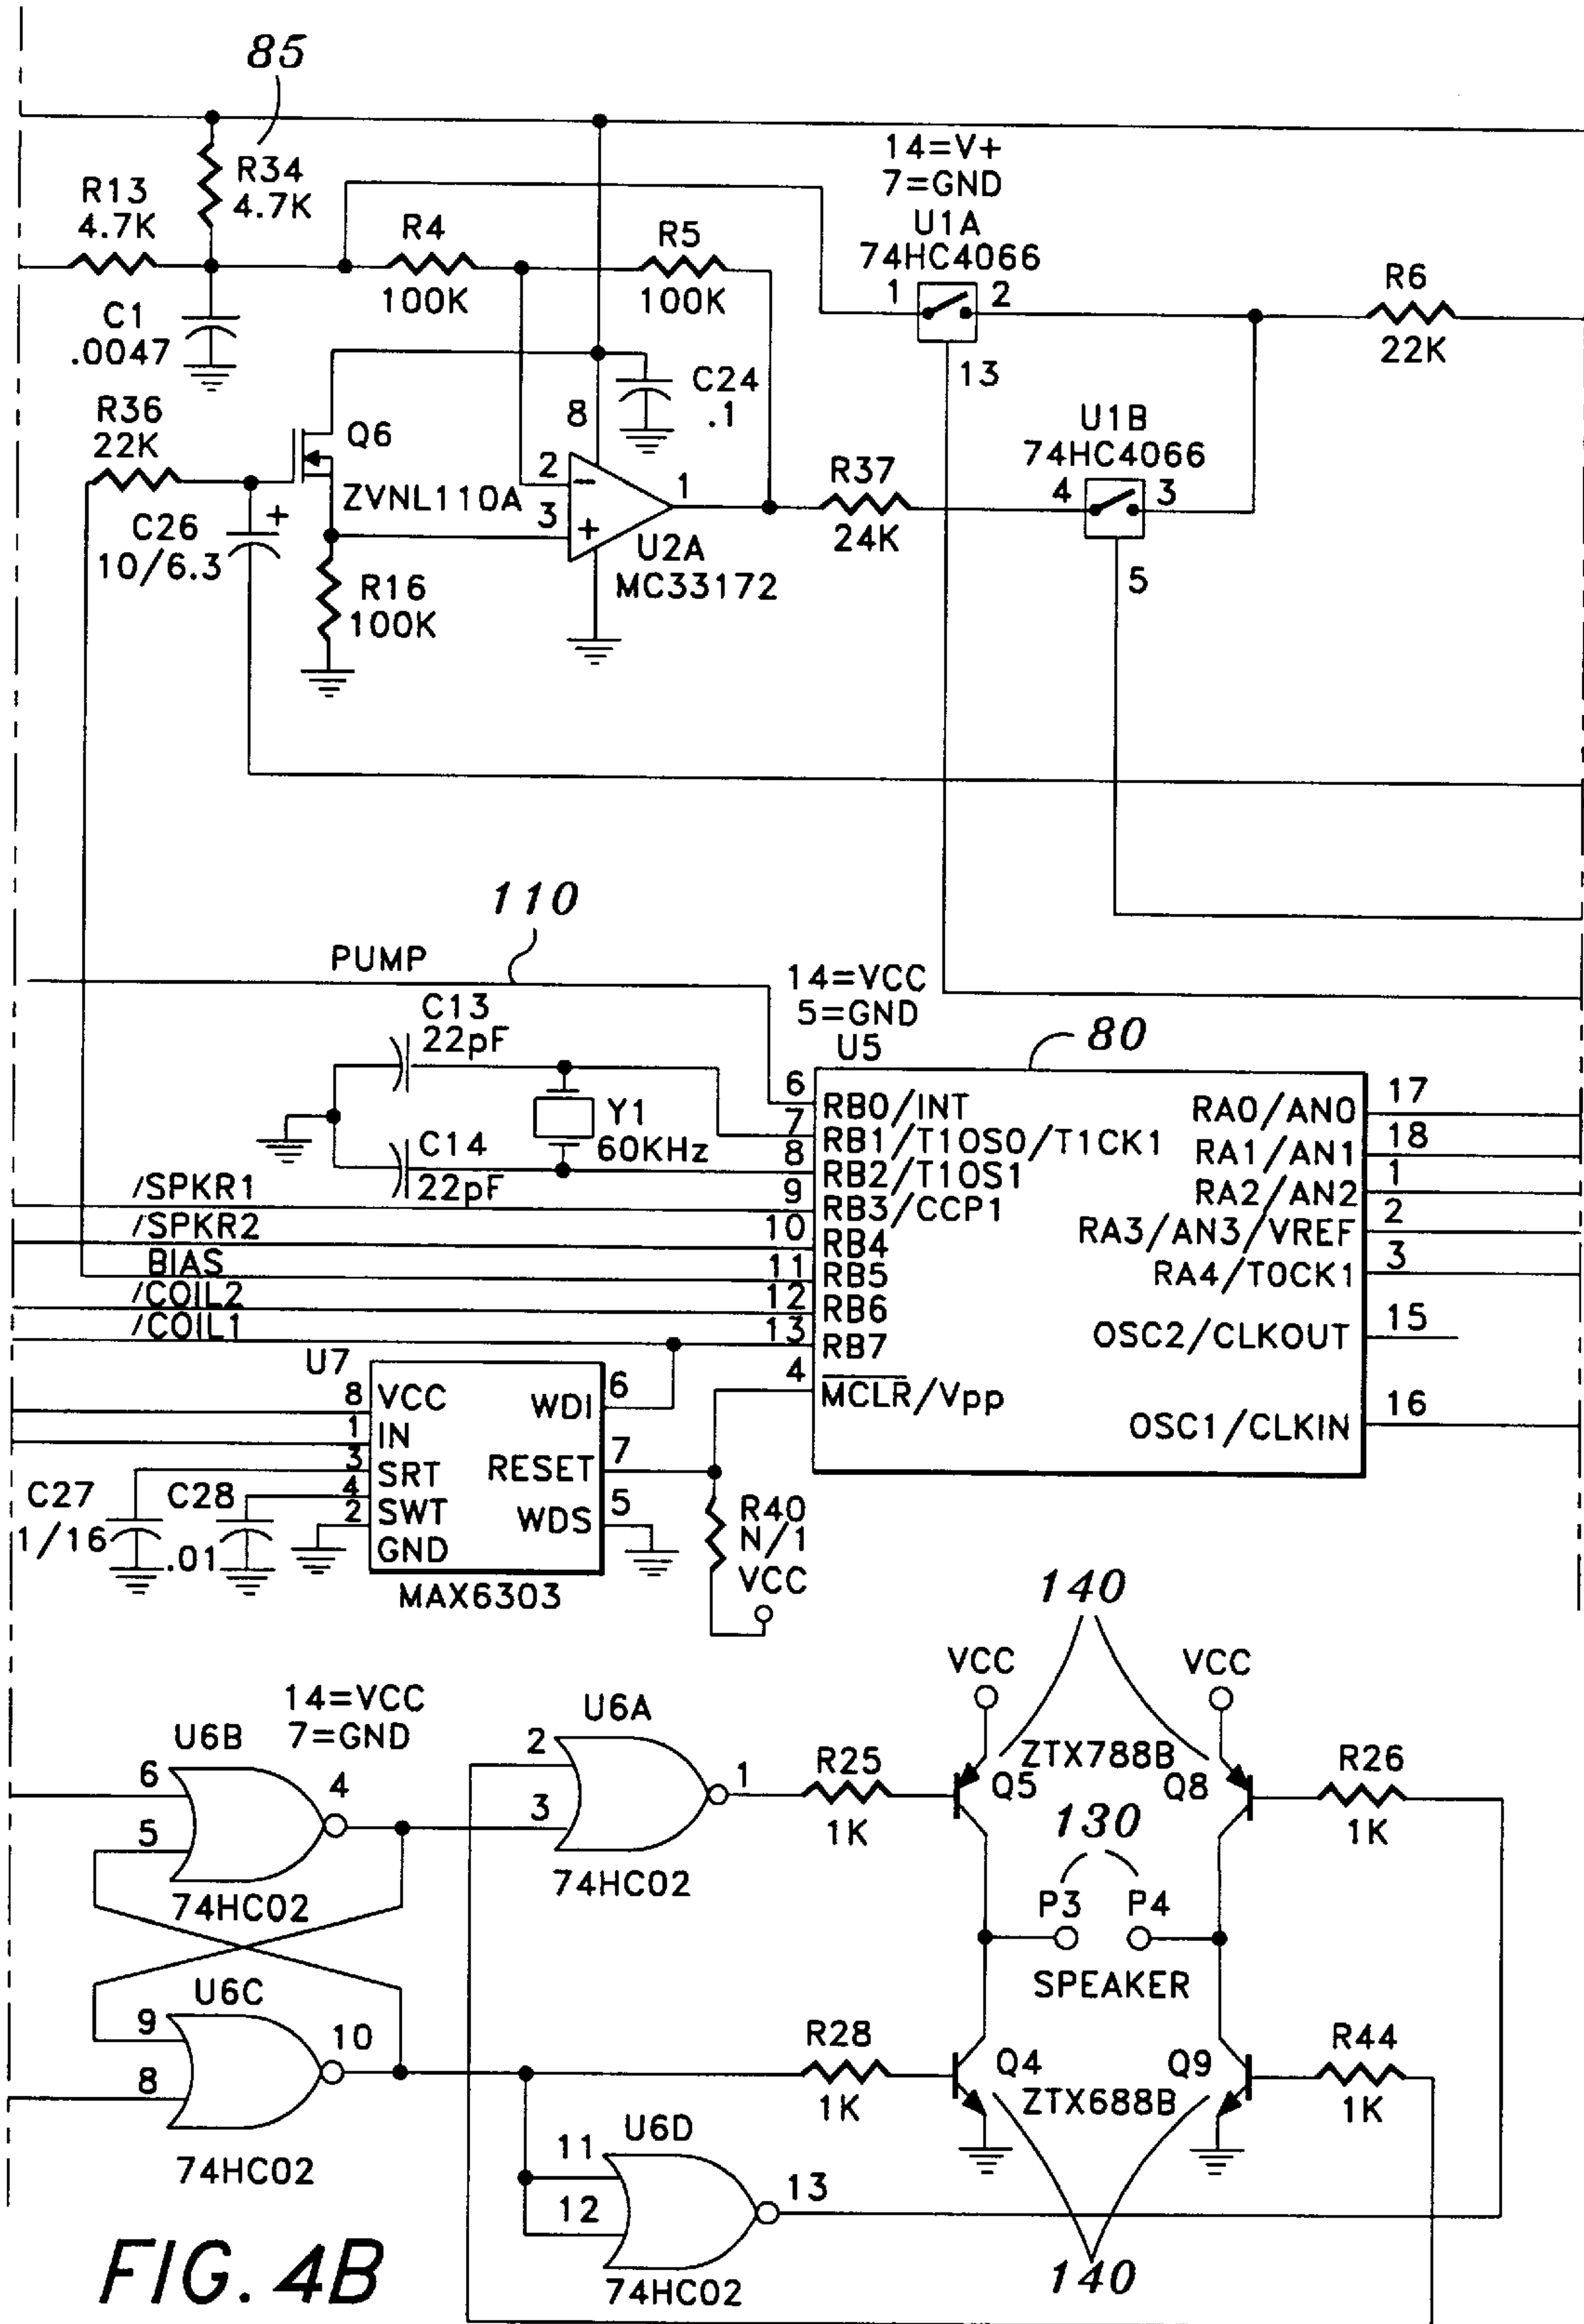 85
R34
4.7K
R13
4.7K
C1
.0047
R4
100K
R5
100K
14=V+
7=GND
U1A
74HC4066
1
2
13
R6
22K
R36
22K
C26
10/6.3
+
Q6
ZVNL110A
R16
100K
8
C24
.1
2
3
−
+
1
U2A
MC33172
R37
24K
U1B
74HC4066
4
3
5
110
PUMP
C13
22pF
C14
22pF
Y1
60KHz
14=VCC
5=GND
U5
80
6
7
8
9
10
11
12
13
4
RB0/INT
RB1/T1OS0/T1CK1
RB2/T1OS1
RB3/CCP1
RB4
RB5
RB6
RB7
MCLR/Vpp
RA0/AN0
RA1/AN1
RA2/AN2
RA3/AN3/VREF
RA4/T0CK1
OSC2/CLKOUT
OSC1/CLKIN
17
18
1
2
3
15
16
/SPKR1
/SPKR2
BIAS
/COIL2
/COIL1
U7
8
1
3
4
2
VCC
IN
SRT
SWT
GND
WDI
RESET
WDS
6
7
5
MAX6303
C27
1/16
C28
.01
R40
N/1
VCC
140
14=VCC
7=GND
U6B
6
5
4
74HC02
U6A
2
3
1
74HC02
R25
1K
VCC
VCC
ZTX788B
Q5
Q8
R26
1K
130
P3
P4
SPEAKER
U6C
9
8
10
74HC02
R28
1K
Q4
Q9
ZTX688B
R44
1K
U6D
11
12
13
74HC02
140
FIG. 4B